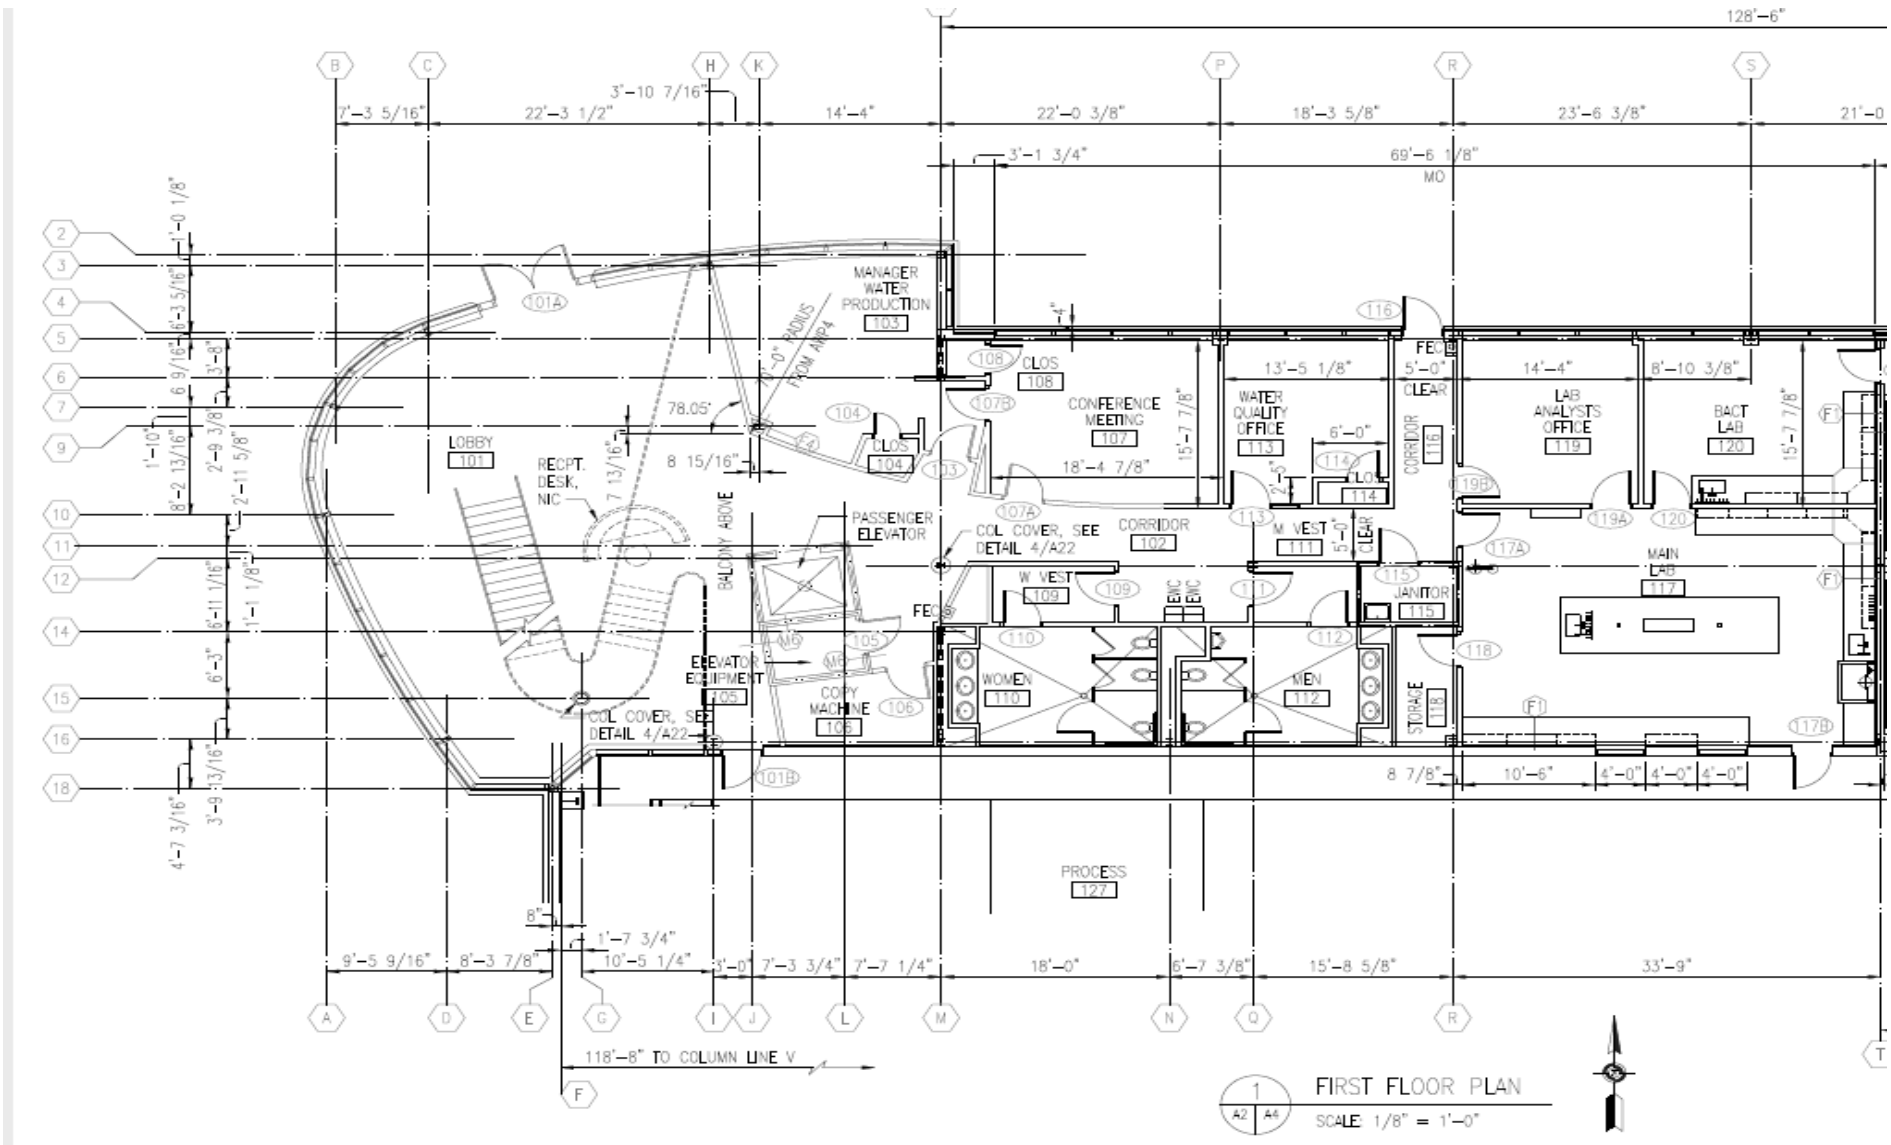 128'-6"
B
C
H
K
P
R
S
3'-10 7/16"
7'-3 5/16"
22'-3 1/2"
14'-4"
22'-0 3/8"
18'-3 5/8"
23'-6 3/8"
21'-0
3'-1 3/4"
69'-6 1/8"
MO
1'-0 1/8"
2
3
4
5
6
7
9
10
11
12
14
15
16
18
6'-3 5/16"
6 9/16"
3'-8"
1'-10"
2'-9 3/8"
8'-2 13/16"
2'-11 5/8"
6'-11 11/16"
1'-1 1/8"
6'-3"
3'-9 13/16"
4'-7 3/16"
101A
MANAGER
WATER
PRODUCTION
103
FROM ARP4
78.05°
7 13/16"
8 15/16"
104
CLOS
104
103
LOBBY
101
RECPT.
DESK,
NIC
BALCONY ABOVE
PASSENGER
ELEVATOR
COL COVER, SEE
DETAIL 4/A22
CORRIDOR
102
4"
108
CLOS
108
107B
CONFERENCE
MEETING
107
18'-4 7/8"
15'-7 7/8"
107A
116
FEC
13'-5 1/8"
5'-0"
CLEAR
WATER
QUALITY
OFFICE
113
6'-0"
2'-5"
114
CLOS
114
113
CORRIDOR
116
14'-4"
8'-10 3/8"
LAB
ANALYSTS
OFFICE
119
BACT
LAB
120
15'-7 7/8"
F1
119B
119A
120
M VEST
111
5'-0"
CLEAR
117A
MAIN
LAB
117
F1
115
JANITOR
115
W VEST
109
109
EWC
EWC
111
FEC
M6
M6
105
110
112
118
ELEVATOR
EQUIPMENT
105
COPY
MACHINE
106
106
WOMEN
110
MEN
112
STORAGE
118
F1
117B
COL COVER, SEE
DETAIL 4/A22
101B
8 7/8"
10'-6"
4'-0"
4'-0"
4'-0"
PROCESS
127
8"
1'-7 3/4"
9'-5 9/16"
8'-3 7/8"
10'-5 1/4"
3'-0"
7'-3 3/4"
7'-7 1/4"
18'-0"
6'-7 3/8"
15'-8 5/8"
33'-9"
A
D
E
G
I
J
L
M
N
Q
R
T
118'-8" TO COLUMN LINE V
F
1
A2
A4
FIRST FLOOR PLAN
SCALE: 1/8" = 1'-0"